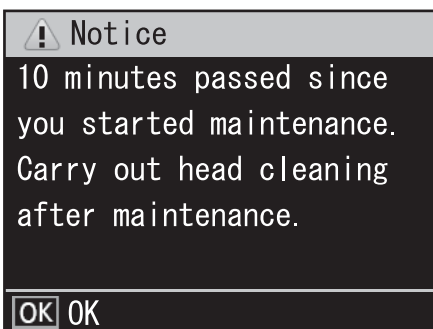 Notice
10 minutes passed since
you started maintenance.
Carry out head cleaning
after maintenance.
OK OK